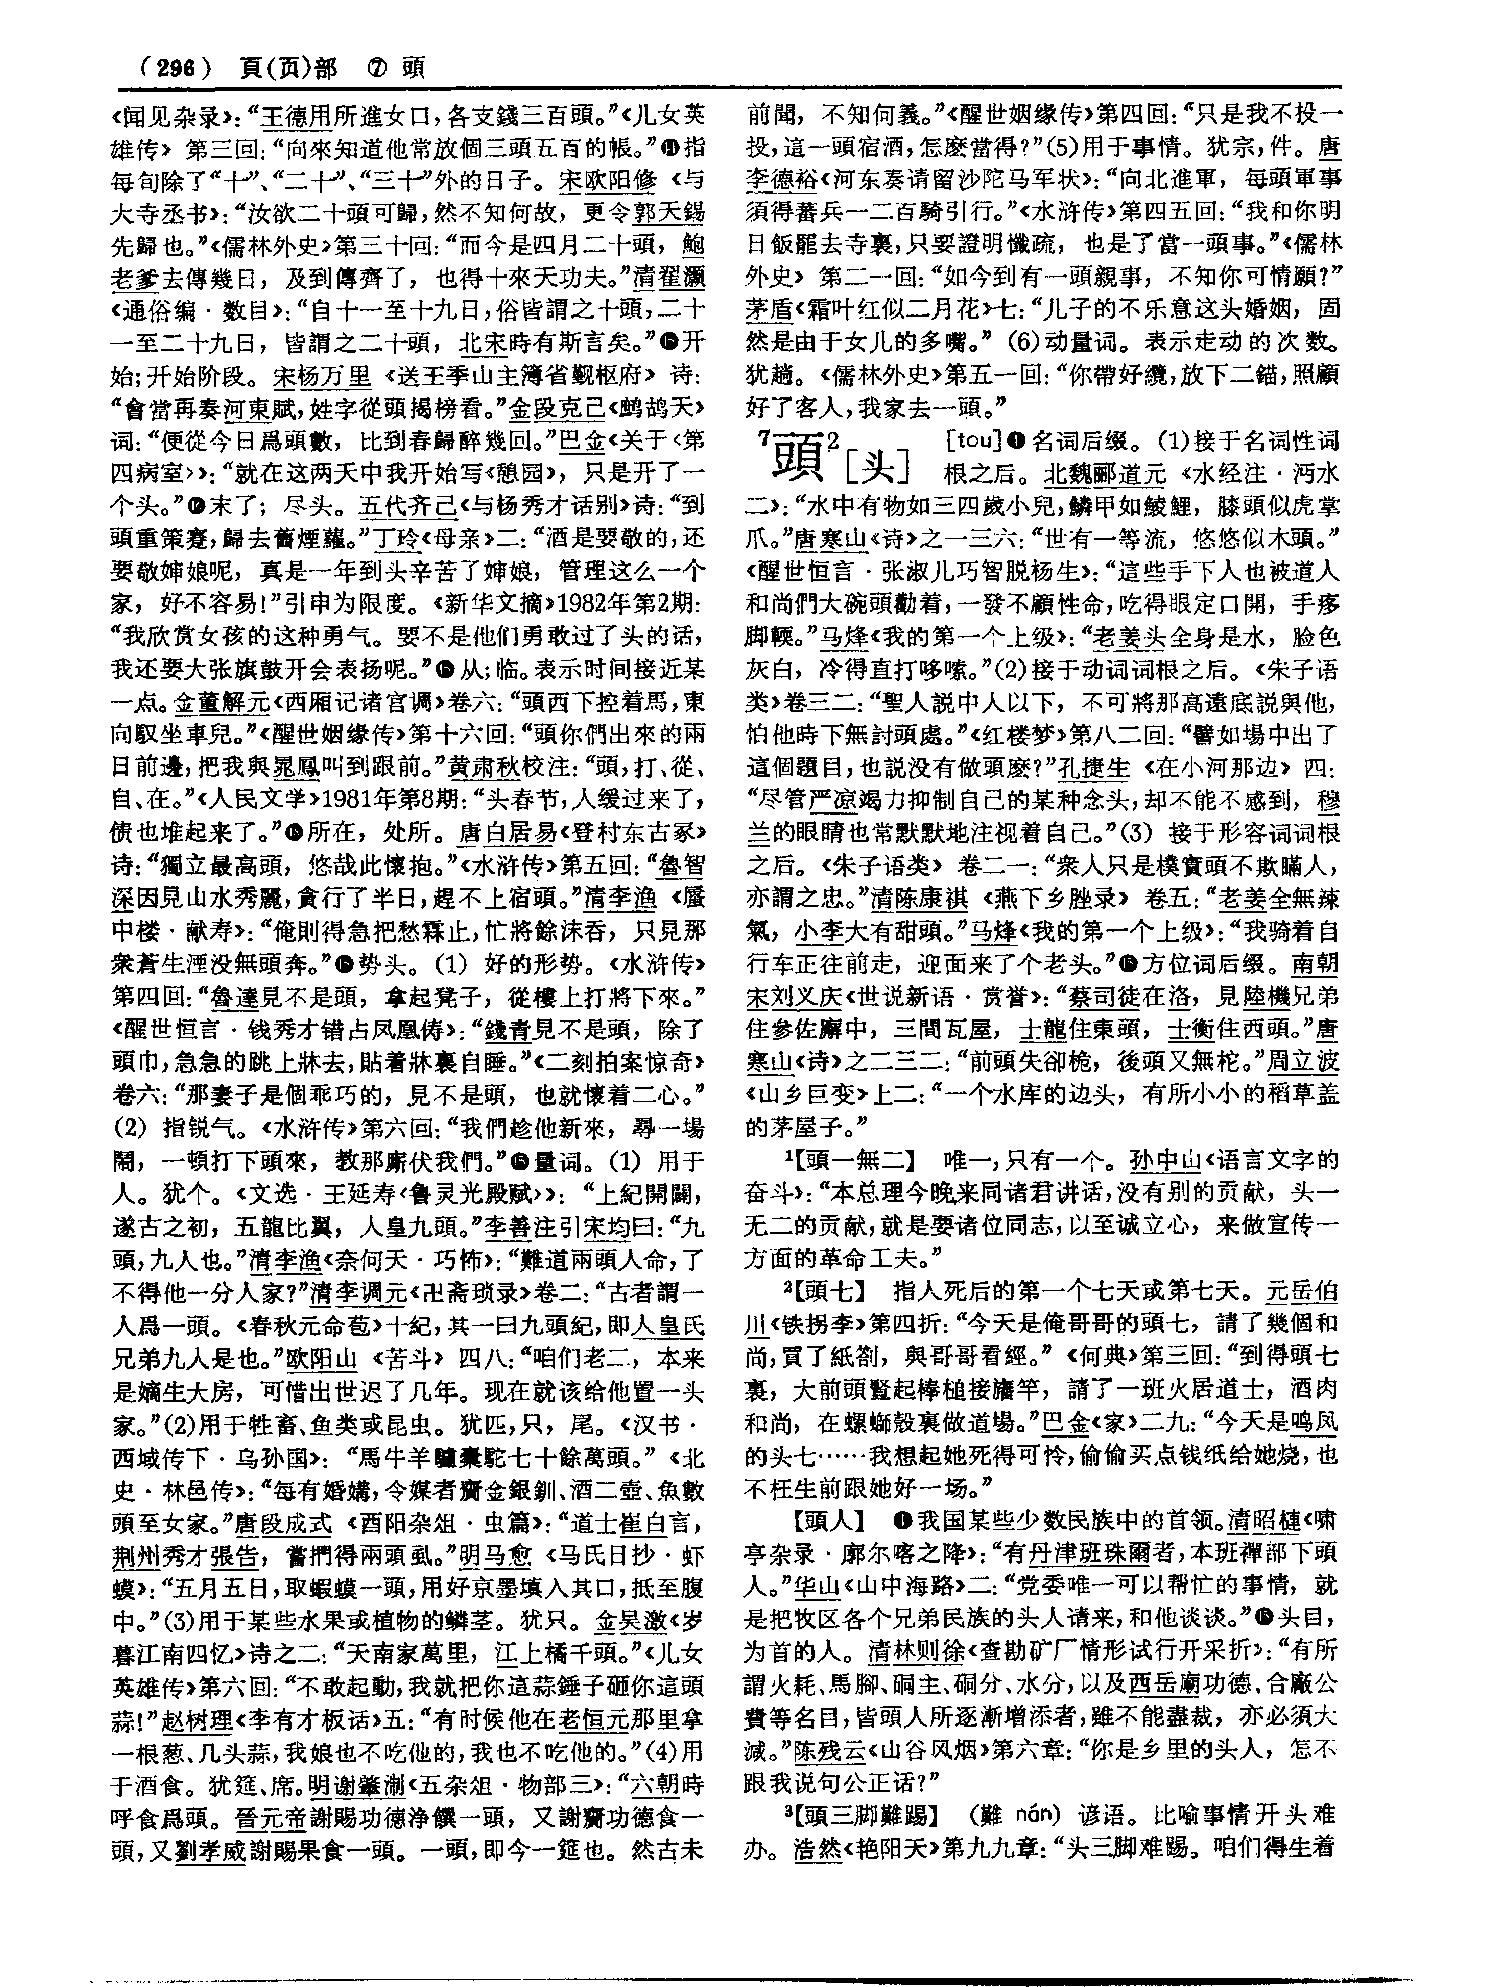 （296） 頁(页)部 ⑦ 頭
《闻见杂录》：“王德用所進女口，各支錢三百頭。”《儿女英
雄传》 第三回：“向來知道他常放個三頭五百的帳。”⓫指
每旬除了“十”、“二十”、“三十”外的日子。宋欧阳修《与
大寺丞书》：“汝欲二十頭可歸，然不知何故，更令郭天錫
先歸也。”《儒林外史》第三十回：“而今是四月二十頭，鮑
老爹去傳幾日，及到傳齊了，也得十來天功夫。”清翟灏
《通俗编·数目》：“自十一至十九日，俗皆謂之十頭，二十
一至二十九日，皆謂之二十頭，北宋時有斯言矣。”⓬开
始；开始阶段。宋杨万里《送王季山主簿省觐枢府》诗：
“會當再奏河東賦，姓字從頭揭榜看。”金段克己《鹧鸪天》
词：“便從今日爲頭數，比到春歸醉幾回。”巴金《关于〈第
四病室〉》：“就在这两天中我开始写《憩园》，只是开了一
个头。”⓭末了；尽头。五代齐己《与杨秀才话别》诗：“到
頭重策蹇，歸去舊煙蘿。”丁玲《母亲》二：“酒是要敬的，还
要敬婶娘呢，真是一年到头辛苦了婶娘，管理这么一个
家，好不容易！”引申为限度。《新华文摘》1982年第2期：
“我欣赏女孩的这种勇气。要不是他们勇敢过了头的话，
我还要大张旗鼓开会表扬呢。”⓮从；临。表示时间接近某
一点。金董解元《西厢记诸宫调》卷六：“頭西下控着馬，東
向馭坐車兒。”《醒世姻缘传》第十六回：“頭你們出來的兩
日前邊，把我與晁鳳叫到跟前。”黄肃秋校注：“頭，打、從、
自、在。”《人民文学》1981年第8期：“头春节，人缓过来了，
债也堆起来了。”⓯所在，处所。唐白居易《登村东古冢》
诗：“獨立最高頭，悠哉此懷抱。”《水浒传》第五回：“魯智
深因見山水秀麗，貪行了半日，趕不上宿頭。”清李渔《蜃
中楼·献寿》：“俺則得急把愁霖止，忙將餘沫吞，只見那
衆蒼生湮没無頭奔。”⓰势头。(1) 好的形势。《水浒传》
第四回：“魯達見不是頭，拿起凳子，從樓上打將下來。”
《醒世恒言·钱秀才错占凤凰俦》：“錢青見不是頭，除了
頭巾，急急的跳上牀去，貼着牀裏自睡。”《二刻拍案惊奇》
卷六：“那妻子是個乖巧的，見不是頭，也就懷着二心。”
(2) 指锐气。《水浒传》第六回：“我們趁他新來，尋一場
鬧，一頓打下頭來，教那廝伏我們。”⓱量词。(1) 用于
人。犹个。《文选·王延寿〈鲁灵光殿赋〉》：“上紀開闢，
遂古之初，五龍比翼，人皇九頭。”李善注引宋均曰：“九
頭，九人也。”清李渔《奈何天·巧怖》：“難道兩頭人命，了
不得他一分人家？”清李调元《卍斋琐录》卷二：“古者謂一
人爲一頭。《春秋元命苞》十紀，其一曰九頭紀，即人皇氏
兄弟九人是也。”欧阳山《苦斗》四八：“咱们老二，本来
是嫡生大房，可惜出世迟了几年。现在就该给他置一头
家。”(2)用于牲畜、鱼类或昆虫。犹匹，只，尾。《汉书·
西域传下·乌孙国》：“馬牛羊驢橐駝七十餘萬頭。”《北
史·林邑传》：“每有婚媾，令媒者齎金銀釧、酒二壺、魚數
頭至女家。”唐段成式《酉阳杂俎·虫篇》：“道士崔白言，
荆州秀才張告，嘗捫得兩頭虱。”明马愈《马氏日抄·虾
蟆》：“五月五日，取蝦蟆一頭，用好京墨填入其口，抵至腹
中。”(3)用于某些水果或植物的鳞茎。犹只。金吴激《岁
暮江南四忆》诗之二：“天南家萬里，江上橘千頭。”《儿女
英雄传》第六回：“不敢起動，我就把你這蒜錘子砸你這頭
蒜！”赵树理《李有才板话》五：“有时候他在老恒元那里拿
一根葱、几头蒜，我娘也不吃他的，我也不吃他的。”(4)用
于酒食。犹筵、席。明谢肇淛《五杂俎·物部三》：“六朝時
呼食爲頭。晉元帝謝賜功德净饌一頭，又謝齎功德食一
頭，又劉孝威謝賜果食一頭。一頭，即今一筵也。然古未
前聞，不知何義。”《醒世姻缘传》第四回：“只是我不投一
投，這一頭宿酒，怎麽當得？”(5)用于事情。犹宗，件。唐
李德裕《河东奏请留沙陀马军状》：“向北進軍，每頭軍事
須得蕃兵一二百騎引行。”《水浒传》第四五回：“我和你明
日飯罷去寺裏，只要證明懺疏，也是了當一頭事。”《儒林
外史》第二一回：“如今到有一頭親事，不知你可情願？”
茅盾《霜叶红似二月花》七：“儿子的不乐意这头婚姻，固
然是由于女儿的多嘴。”(6)动量词。表示走动的次数。
犹趟。《儒林外史》第五一回：“你帶好纜，放下二錨，照顧
好了客人，我家去一頭。”
7頭2［头］ [tou]❶名词后缀。(1)接于名词性词
根之后。北魏郦道元《水经注·沔水
二》：“水中有物如三四歲小兒，鱗甲如鯪鯉，膝頭似虎掌
爪。”唐寒山《诗》之一三六：“世有一等流，悠悠似木頭。”
《醒世恒言·张淑儿巧智脱杨生》：“這些手下人也被道人
和尚們大碗頭勸着，一發不顧性命，吃得眼定口開，手疼
脚輭。”马烽《我的第一个上级》：“老姜头全身是水，脸色
灰白，冷得直打哆嗦。”(2)接于动词词根之后。《朱子语
类》卷三二：“聖人説中人以下，不可將那高遠底説與他，
怕他時下無討頭處。”《红楼梦》第八二回：“譬如場中出了
這個題目，也説没有做頭麽？”孔捷生《在小河那边》四：
“尽管严凉竭力抑制自己的某种念头，却不能不感到，穆
兰的眼睛也常默默地注视着自己。”(3) 接于形容词词根
之后。《朱子语类》卷二一：“衆人只是樸實頭不欺瞞人，
亦謂之忠。”清陈康祺《燕下乡脞录》卷五：“老姜全無辣
氣，小李大有甜頭。”马烽《我的第一个上级》：“我骑着自
行车正往前走，迎面来了个老头。”❷方位词后缀。南朝
宋刘义庆《世说新语·赏誉》：“蔡司徒在洛，見陸機兄弟
住參佐廨中，三間瓦屋，士龍住東頭，士衡住西頭。”唐
寒山《诗》之二三二：“前頭失卻桅，後頭又無柁。”周立波
《山乡巨变》上二：“一个水库的边头，有所小小的稻草盖
的茅屋子。”
1【頭一無二】 唯一，只有一个。孙中山《语言文字的
奋斗》：“本总理今晚来同诸君讲话，没有别的贡献，头一
无二的贡献，就是要诸位同志，以至诚立心，来做宣传一
方面的革命工夫。”
2【頭七】 指人死后的第一个七天或第七天。元岳伯
川《铁拐李》第四折：“今天是俺哥哥的頭七，請了幾個和
尚，買了紙劄，與哥哥看經。”《何典》第三回：“到得頭七
裏，大前頭豎起棒槌接旛竿，請了一班火居道士，酒肉
和尚，在螺螄殼裏做道場。”巴金《家》二九：“今天是鸣凤
的头七……我想起她死得可怜，偷偷买点钱纸给她烧，也
不枉生前跟她好一场。”
【頭人】 ❶我国某些少数民族中的首领。清昭梿《啸
亭杂录·廓尔喀之降》：“有丹津班珠爾者，本班禪部下頭
人。”华山《山中海路》二：“党委唯一可以帮忙的事情，就
是把牧区各个兄弟民族的头人请来，和他谈谈。”❷头目，
为首的人。清林则徐《查勘矿厂情形试行开采折》：“有所
謂火耗、馬腳、硐主、硐分、水分，以及西岳廟功德、合廠公
費等名目，皆頭人所逐漸增添者，雖不能盡裁，亦必須大
減。”陈残云《山谷风烟》第六章：“你是乡里的头人，怎不
跟我说句公正话？”
3【頭三脚難踢】 （難 nán）谚语。比喻事情开头难
办。浩然《艳阳天》第九九章：“头三脚难踢。咱们得生着